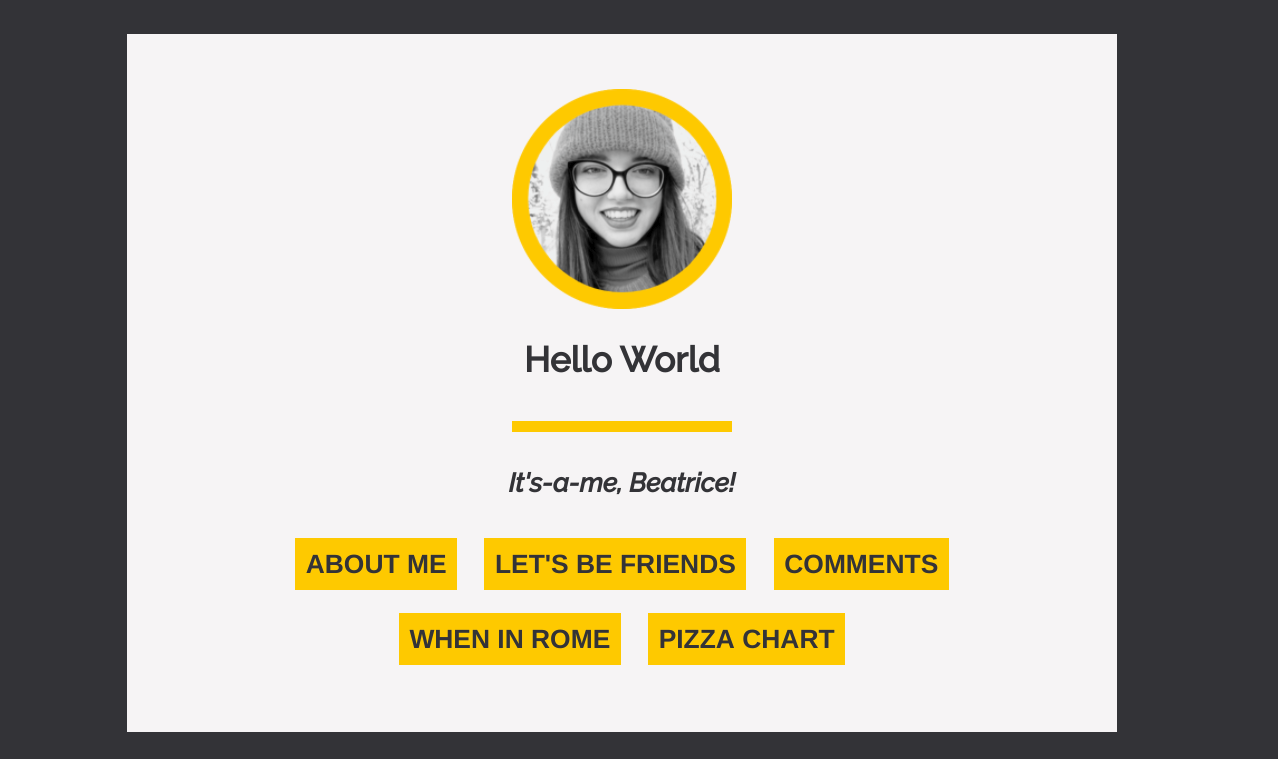 Hello World
It's-a-me, Beatrice!
ABOUT ME LET'S BE FRIENDS COMMENTS
WHEN IN ROME PIZZA CHART